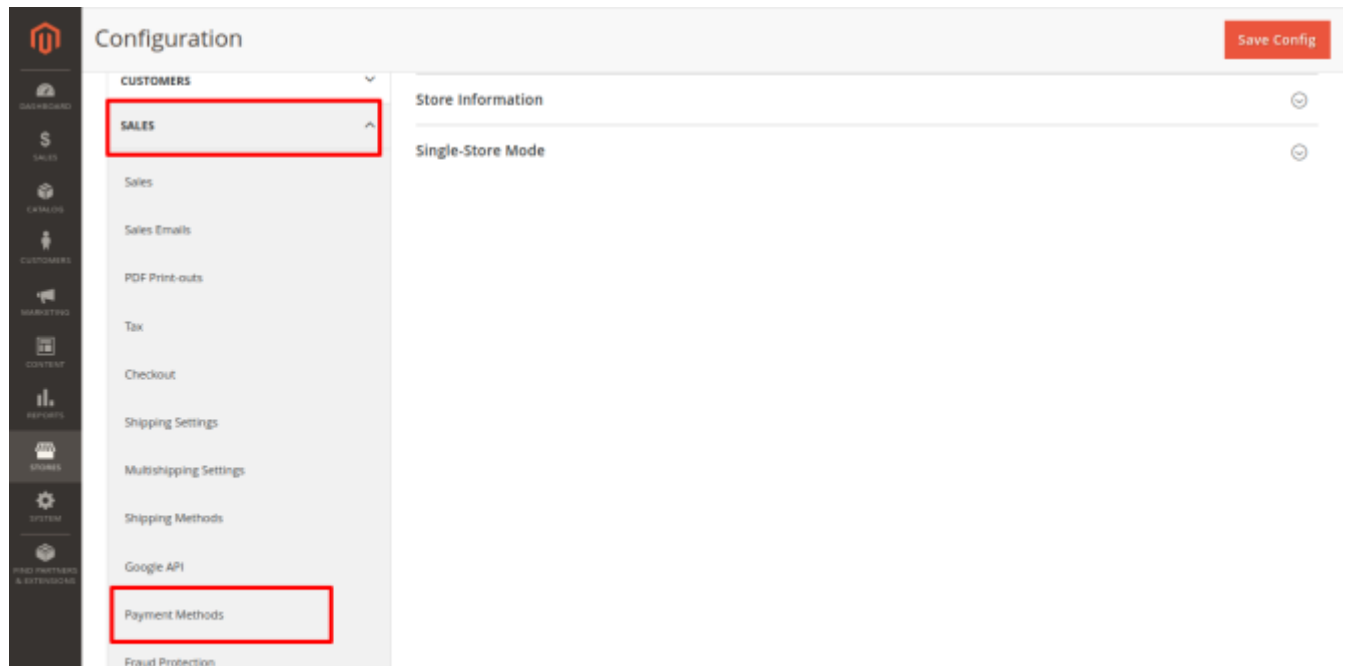 Configuration
Save Config
DASHBOARD
SALES
CATALOG
CUSTOMERS
MARKETING
CONTENT
REPORTS
STORES
SYSTEM
FIND PARTNERS
& EXTENSIONS
CUSTOMERS
SALES
Sales
Sales Emails
PDF Print-outs
Tax
Checkout
Shipping Settings
Multishipping Settings
Shipping Methods
Google API
Payment Methods
Fraud Protection
Store Information
Single-Store Mode